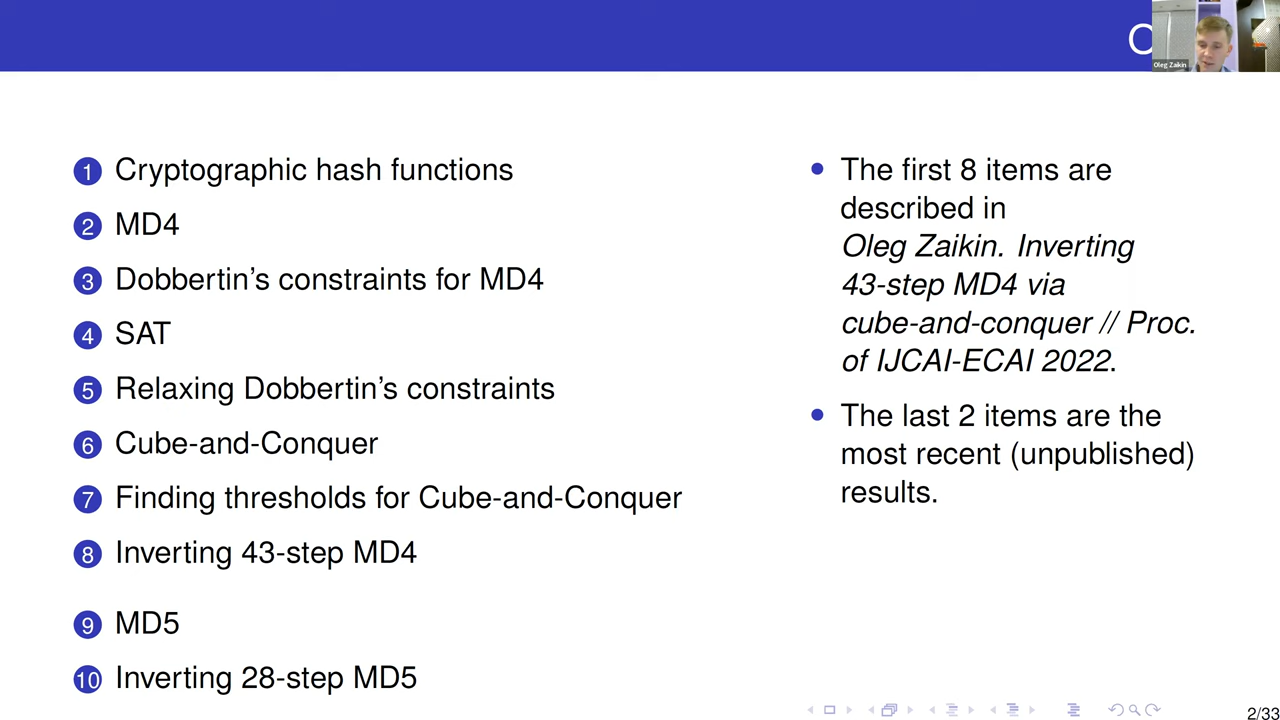 O
Oleg Zaikin
1 Cryptographic hash functions
2 MD4
3 Dobbertin's constraints for MD4
4 SAT
5 Relaxing Dobbertin's constraints
6 Cube-and-Conquer
7 Finding thresholds for Cube-and-Conquer
8 Inverting 43-step MD4
9 MD5
10 Inverting 28-step MD5
• The first 8 items are
described in
Oleg Zaikin. Inverting
43-step MD4 via
cube-and-conquer // Proc.
of IJCAI-ECAI 2022.
• The last 2 items are the
most recent (unpublished)
results.
2/33